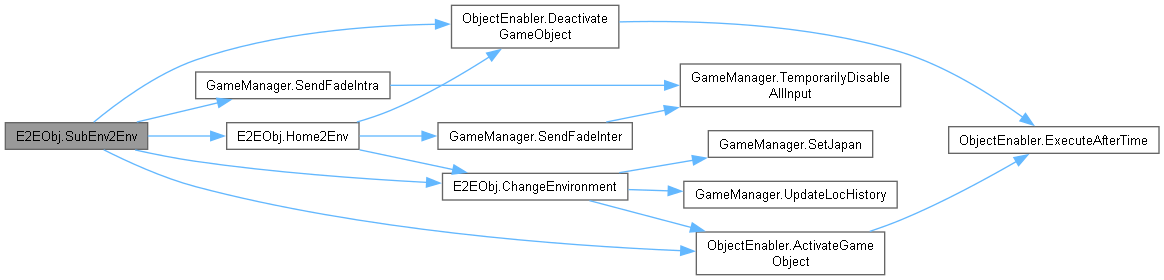 E2EObj.SubEnv2Env
ObjectEnabler.Deactivate
GameObject
GameManager.SendFadeIntra
E2EObj.Home2Env
GameManager.SendFadeInter
E2EObj.ChangeEnvironment
GameManager.TemporarilyDisable
AllInput
GameManager.SetJapan
GameManager.UpdateLocHistory
ObjectEnabler.ActivateGame
Object
ObjectEnabler.ExecuteAfterTime